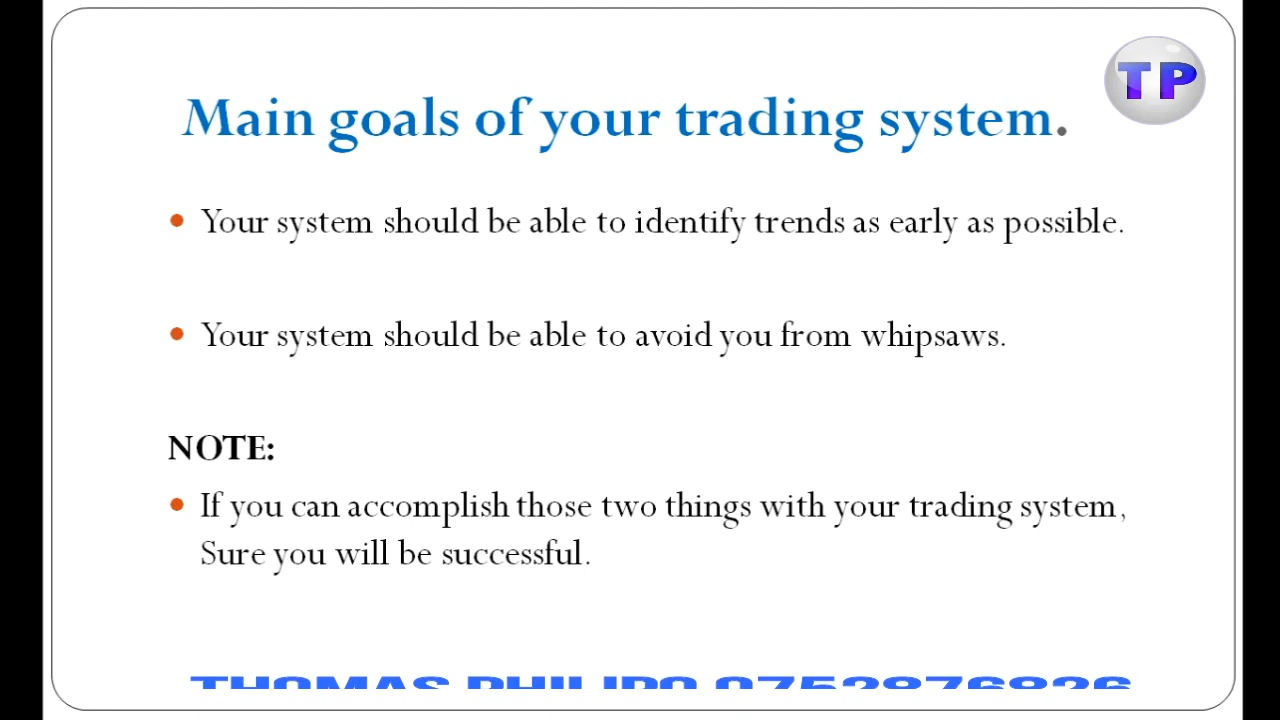 TP
Main goals of your trading system.
Your system should be able to identify trends as early as possible.
Your system should be able to avoid you from whipsaws.
NOTE:
If you can accomplish those two things with your trading system,
Sure you will be successful.
THOMAS PHILIPO